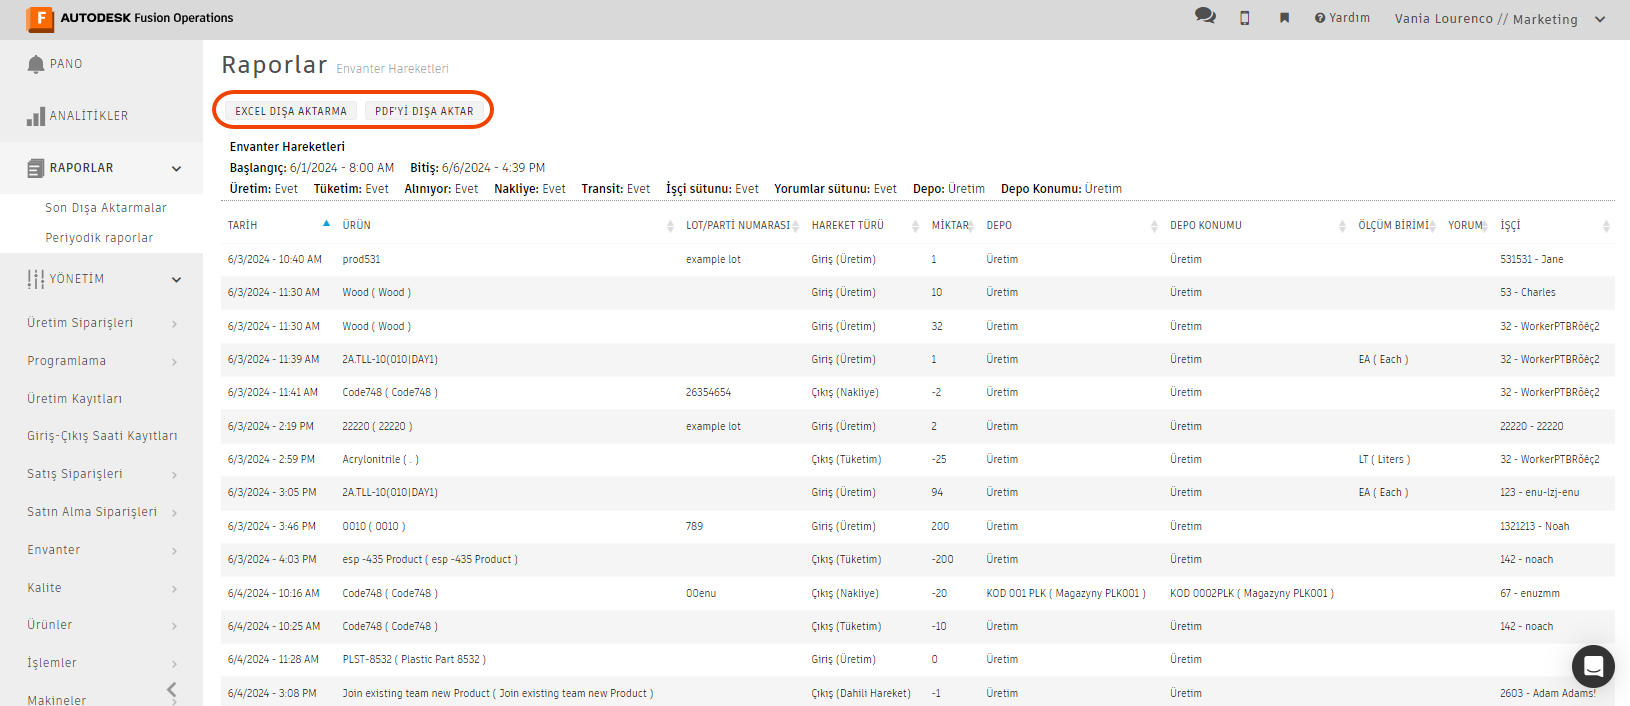 AUTODESK Fusion Operations
Yardım
Vania Lourenco // Marketing
PANO
ANALİTİKLER
RAPORLAR
Son Dışa Aktarmalar
Periyodik raporlar
YÖNETİM
Üretim Siparişleri
Programlama
Üretim Kayıtları
Giriş-Çıkış Saati Kayıtları
Satış Siparişleri
Satın Alma Siparişleri
Envanter
Kalite
Ürünler
İşlemler
Makineler
Raporlar Envanter Hareketleri
EXCEL DIŞA AKTARMA PDF'Yİ DIŞA AKTAR
Envanter Hareketleri
Başlangıç: 6/1/2024 - 8:00 AM Bitiş: 6/6/2024 - 4:39 PM
Üretim: Evet Tüketim: Evet Alınıyor: Evet Nakliye: Evet Transit: Evet İşçi sütunu: Evet Yorumlar sütunu: Evet Depo: Üretim Depo Konumu: Üretim
TARİH ÜRÜN LOT/PARTİ NUMARASI HAREKET TÜRÜ MİKTAR DEPO DEPO KONUMU ÖLÇÜM BİRİMİ YORUM İŞÇİ
6/3/2024 - 10:40 AM prod531 example lot Giriş (Üretim) 1 Üretim Üretim 531531 - Jane
6/3/2024 - 11:30 AM Wood ( Wood ) Giriş (Üretim) 10 Üretim Üretim 53 - Charles
6/3/2024 - 11:30 AM Wood ( Wood ) Giriş (Üretim) 32 Üretim Üretim 32 - WorkerPTBRõêç2
6/3/2024 - 11:39 AM 2A.TLL-10(010|DAY1) Giriş (Üretim) 1 Üretim Üretim EA ( Each ) 32 - WorkerPTBRõêç2
6/3/2024 - 11:41 AM Code748 ( Code748 ) 26354654 Çıkış (Nakliye) -2 Üretim Üretim 32 - WorkerPTBRõêç2
6/3/2024 - 2:19 PM 22220 ( 22220 ) example lot Giriş (Üretim) 2 Üretim Üretim 22220 - 22220
6/3/2024 - 2:59 PM Acrylonitrile ( . ) Çıkış (Tüketim) -25 Üretim Üretim LT ( Liters ) 32 - WorkerPTBRõêç2
6/3/2024 - 3:05 PM 2A.TLL-10(010|DAY1) Giriş (Üretim) 94 Üretim Üretim EA ( Each ) 123 - enu-lzj-enu
6/3/2024 - 3:46 PM 0010 ( 0010 ) 789 Giriş (Üretim) 200 Üretim Üretim 1321213 - Noah
6/3/2024 - 4:03 PM esp -435 Product ( esp -435 Product ) Çıkış (Tüketim) -200 Üretim Üretim 142 - noach
6/4/2024 - 10:16 AM Code748 ( Code748 ) 00enu Çıkış (Nakliye) -20 KOD 001 PLK ( Magazyny PLK001 ) KOD 0002PLK ( Magazyny PLK001 ) 67 - enuzmm
6/4/2024 - 10:25 AM Code748 ( Code748 ) Çıkış (Tüketim) -10 Üretim Üretim 142 - noach
6/4/2024 - 11:28 AM PLST-8532 ( Plastic Part 8532 ) Giriş (Üretim) 0 Üretim Üretim
6/4/2024 - 3:08 PM Join existing team new Product ( Join existing team new Product ) Çıkış (Dahili Hareket) -1 Üretim Üretim 2603 - Adam Adams!